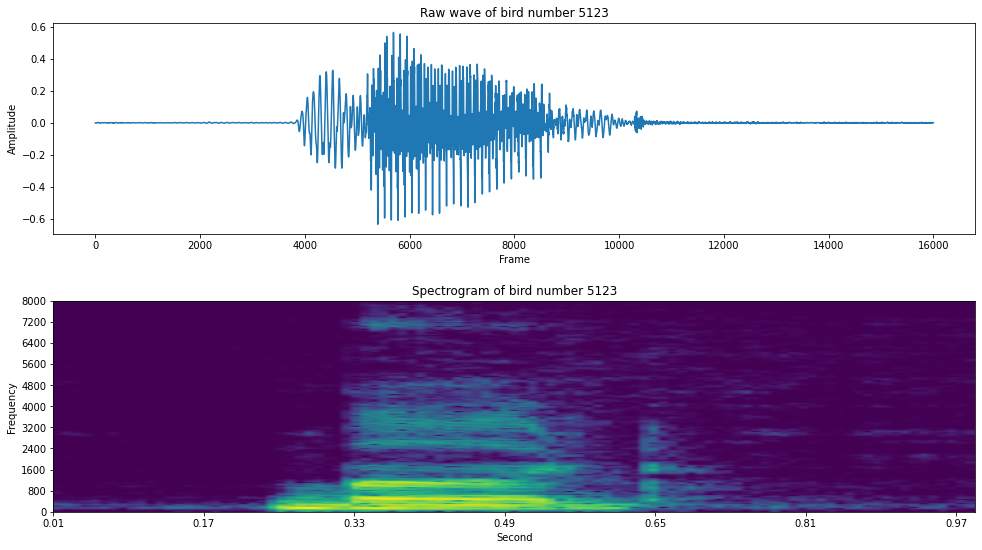 Raw wave of bird number 5123
0.6
0.4
0.2
0.0
−0.2
−0.4
−0.6
Amplitude
0 2000 4000 6000 8000 10000 12000 14000 16000
Frame
Spectrogram of bird number 5123
8000
7200
6400
5600
4800
4000
3200
2400
1600
800
0
Frequency
0.01 0.17 0.33 0.49 0.65 0.81 0.97
Second